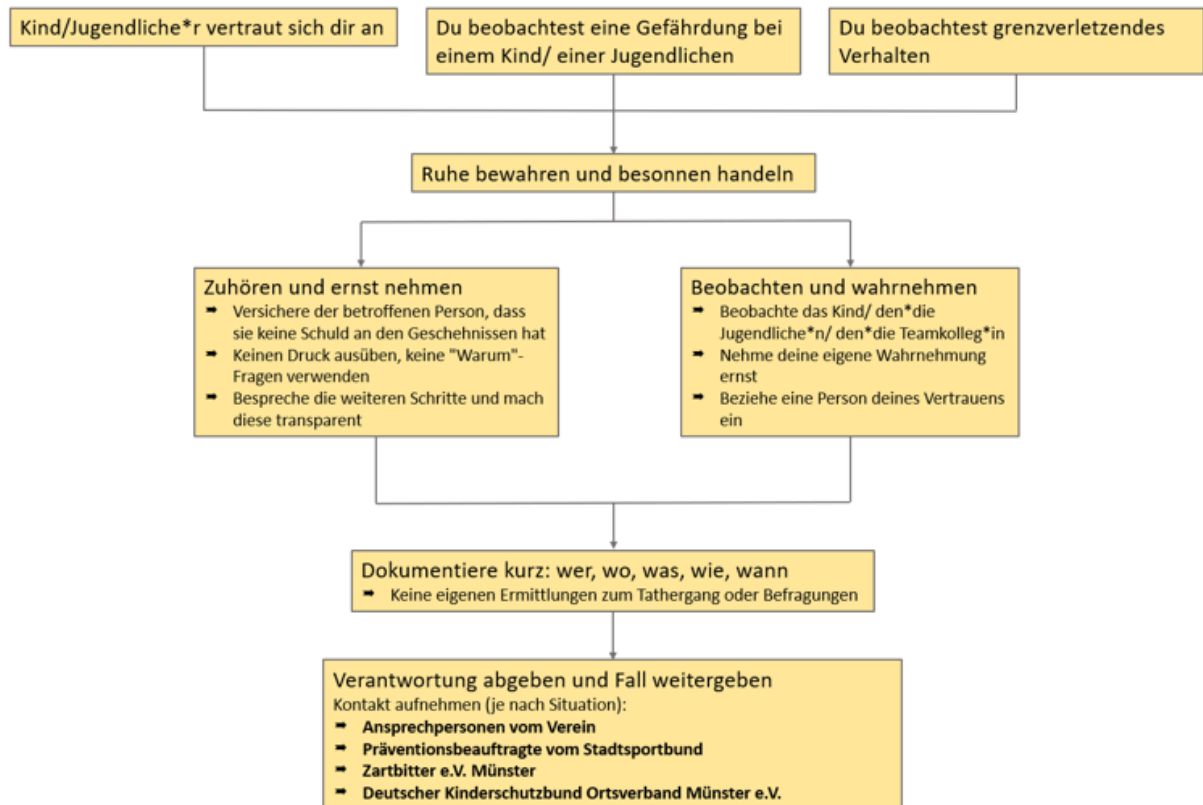 Kind/Jugendliche*r vertraut sich dir an
Du beobachtest eine Gefährdung bei
einem Kind/ einer Jugendlichen
Du beobachtest grenzverletzendes
Verhalten
Ruhe bewahren und besonnen handeln
Zuhören und ernst nehmen
➡ Versichere der betroffenen Person, dass
sie keine Schuld an den Geschehnissen hat
➡ Keinen Druck ausüben, keine "Warum"-
Fragen verwenden
➡ Bespreche die weiteren Schritte und mach
diese transparent
Beobachten und wahrnehmen
➡ Beobachte das Kind/ den*die
Jugendliche*n/ den*die Teamkolleg*in
➡ Nehme deine eigene Wahrnehmung
ernst
➡ Beziehe eine Person deines Vertrauens
ein
Dokumentiere kurz: wer, wo, was, wie, wann
➡ Keine eigenen Ermittlungen zum Tathergang oder Befragungen
Verantwortung abgeben und Fall weitergeben
Kontakt aufnehmen (je nach Situation):
➡ Ansprechpersonen vom Verein
➡ Präventionsbeauftragte vom Stadtsportbund
➡ Zartbitter e.V. Münster
➡ Deutscher Kinderschutzbund Ortsverband Münster e.V.